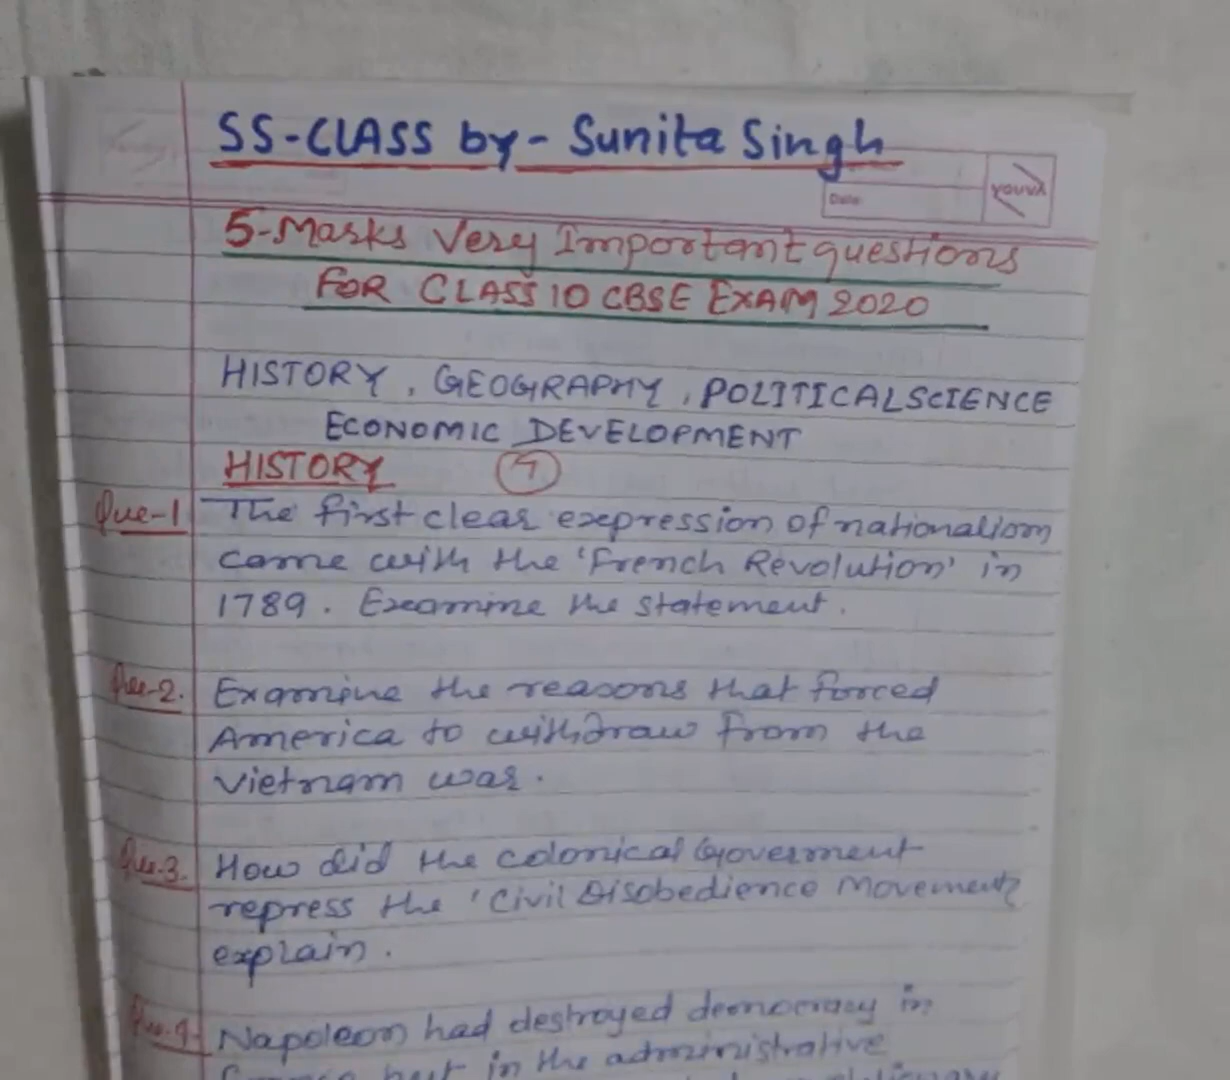 SS-CLASS by- Sunita Singh
Date
YOUVA
5-Marks Very Important questions
FOR CLASS 10 CBSE EXAM 2020
HISTORY, GEOGRAPHY, POLITICALSCIENCE
ECONOMIC DEVELOPMENT
HISTORY
Que-1 The first clear expression of nationalism
came with the 'French Revolution' in
1789. Examine the statement.
Que-2. Examine the reasons that forced
America to withdraw from the
Vietnam war.
Que.3. How did the colonical Goverment
repress the 'Civil Disobedience Movement'
explain.
Que.4. Napoleon had destroyed democracy in
but in the administrative